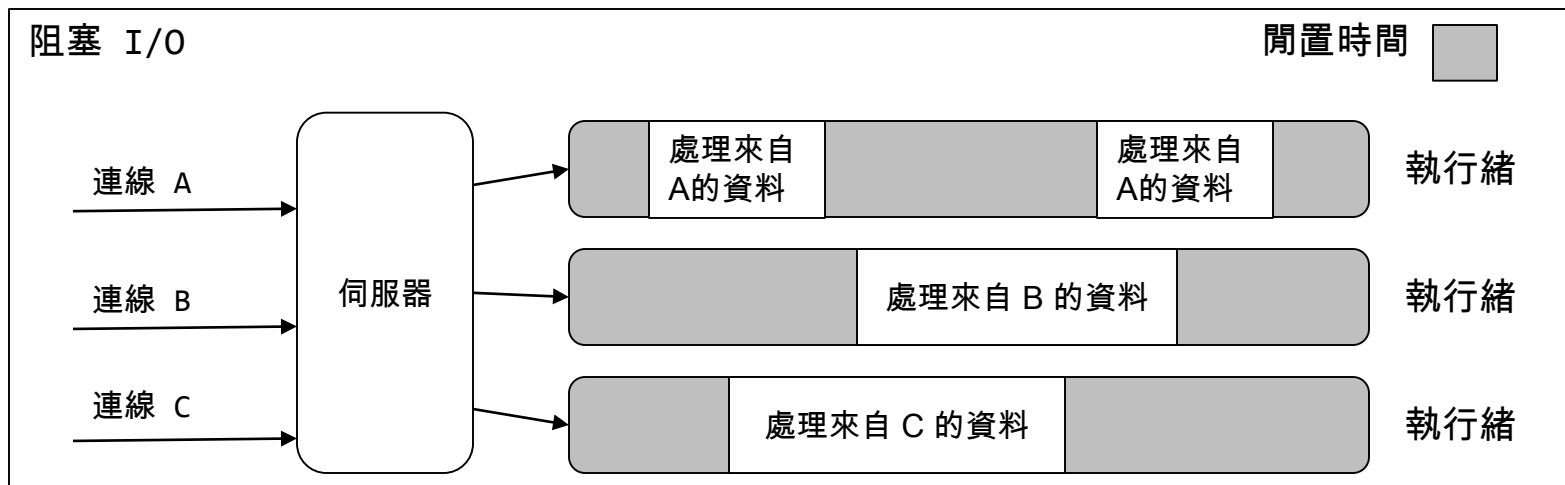 阻塞 I/O
閒置時間
連線 A
連線 B
連線 C
伺服器
處理來自
A的資料
處理來自
A的資料
執行緒
處理來自 B 的資料
執行緒
處理來自 C 的資料
執行緒